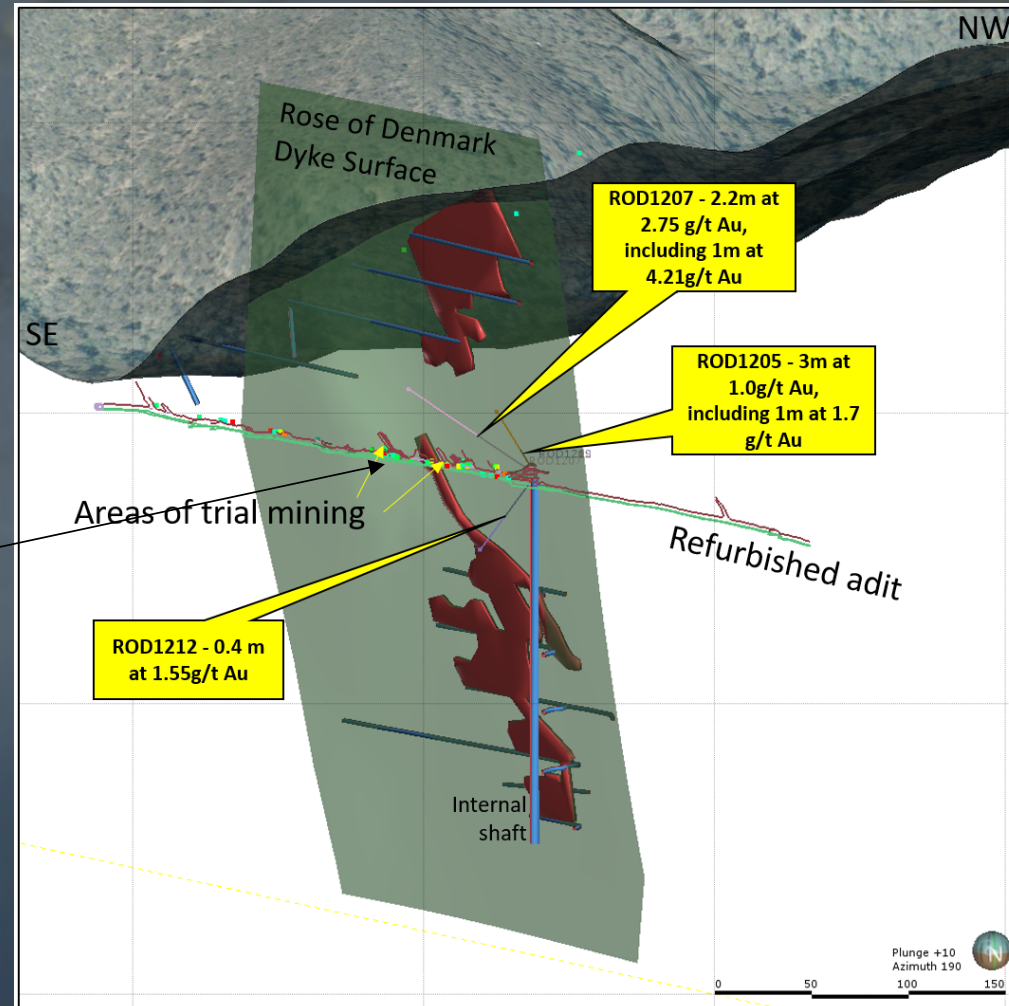 NW
Rose of Denmark
Dyke Surface
ROD1207 - 2.2m at
2.75 g/t Au,
including 1m at
4.21g/t Au
SE
ROD1205 - 3m at
1.0g/t Au,
including 1m at 1.7
g/t Au
Areas of trial mining
Refurbished adit
ROD1212 - 0.4 m
at 1.55g/t Au
Internal
shaft
Plunge +10
Azimuth 190
N
0 50 100 150